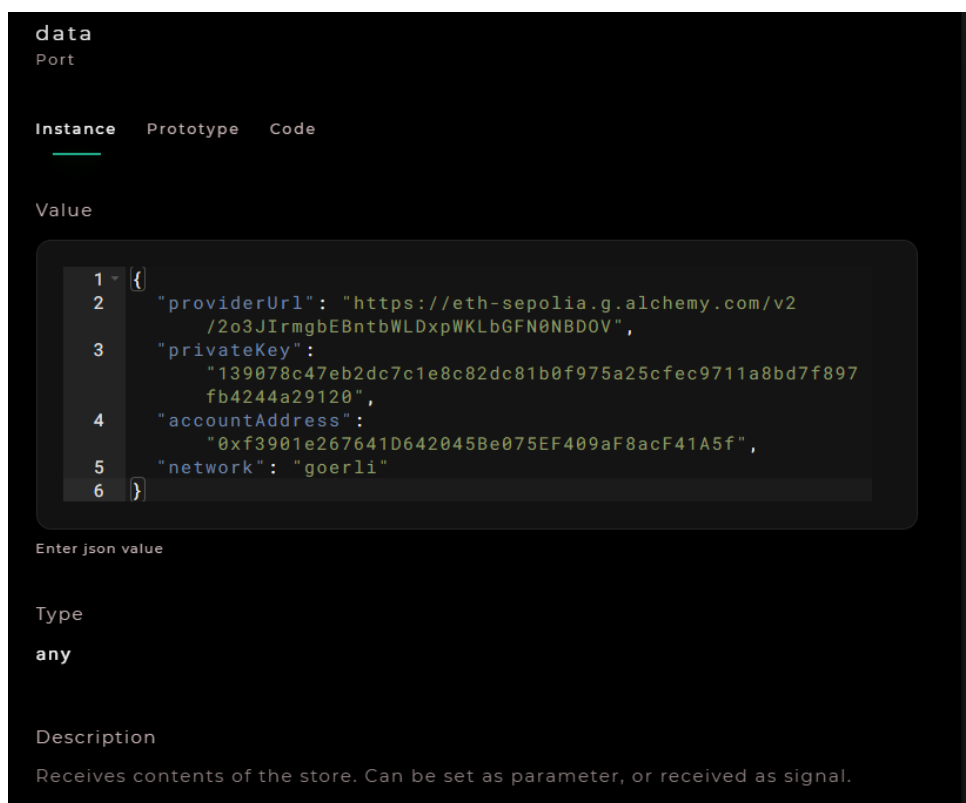 data
Port
Instance Prototype Code
Value
1 {
2 "providerUrl": "https://eth-sepolia.g.alchemy.com/v2
/2o3JIrmgbEBntbWLDxpWKLbGFN0NBDOV",
3 "privateKey":
"139078c47eb2dc7c1e8c82dc81b0f975a25cfec9711a8bd7f897
fb4244a29120",
4 "accountAddress":
"0xf3901e267641D642045Be075EF409aF8acF41A5f",
5 "network": "goerli"
6 }
Enter json value
Type
any
Description
Receives contents of the store. Can be set as parameter, or received as signal.